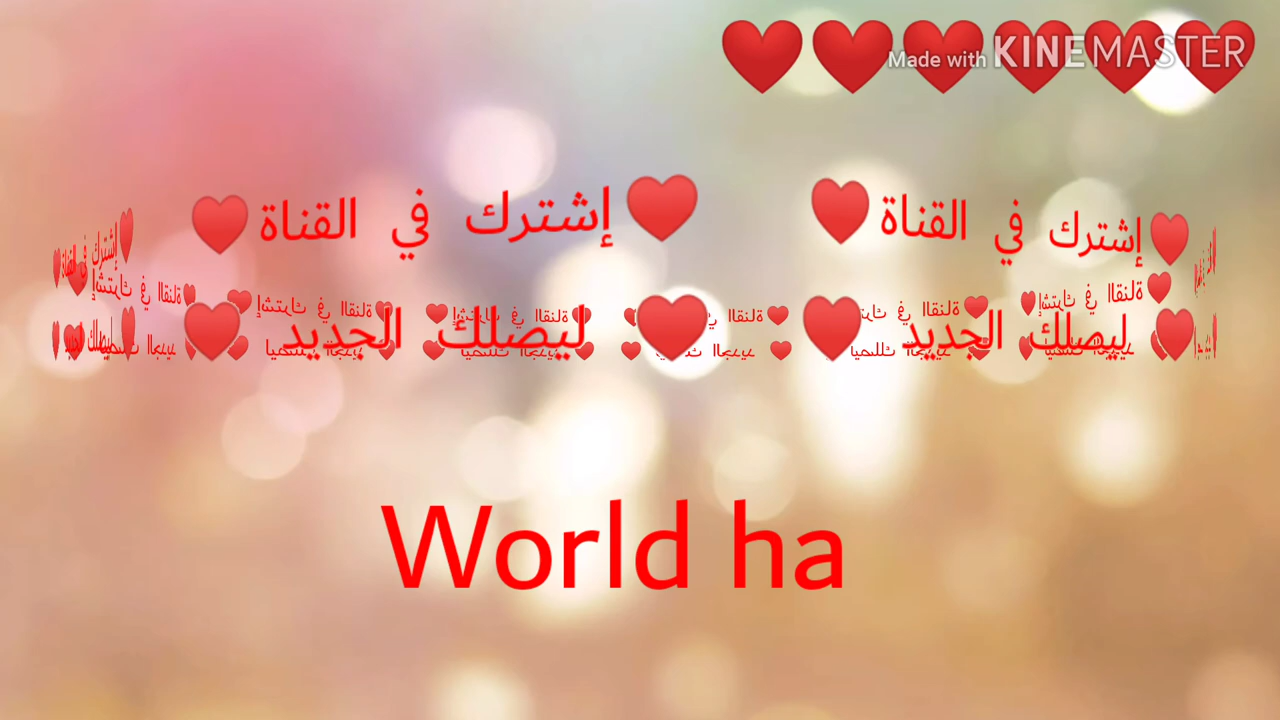 ❤❤❤❤❤❤
Made with KINEMASTER
❤إشترك في القناة❤ ❤إشترك في القناة❤
❤ليصلك الجديد❤ ❤ليصلك الجديد❤
World ha